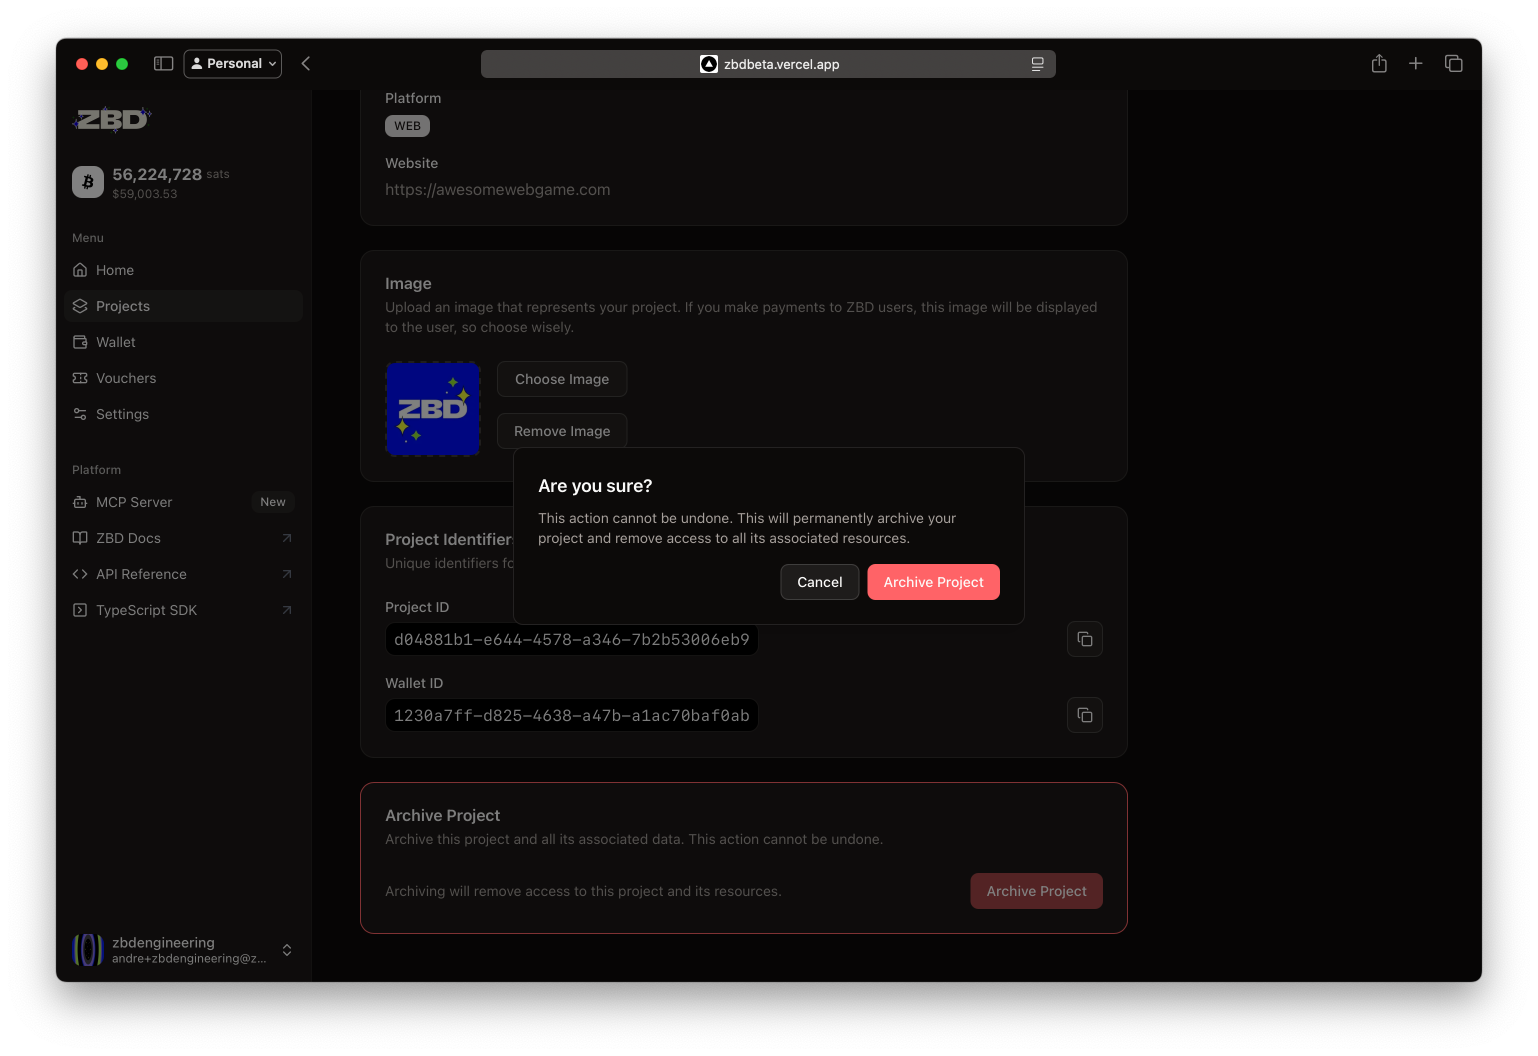 Personal
zbdbeta.vercel.app
ZBD
56,224,728 sats
$59,003.53
Menu
Home
Projects
Wallet
Vouchers
Settings
Platform
MCP Server New
ZBD Docs
API Reference
TypeScript SDK
zbdengineering
andre+zbdengineering@z...
Platform
WEB
Website
https://awesomewebgame.com
Image
Upload an image that represents your project. If you make payments to ZBD users, this image will be displayed
to the user, so choose wisely.
ZBD
Choose Image
Remove Image
Are you sure?
This action cannot be undone. This will permanently archive your
project and remove access to all its associated resources.
Cancel
Archive Project
Project Identifiers
Unique identifiers fo
Project ID
d04881b1-e644-4578-a346-7b2b53006eb9
Wallet ID
1230a7ff-d825-4638-a47b-a1ac70baf0ab
Archive Project
Archive this project and all its associated data. This action cannot be undone.
Archiving will remove access to this project and its resources.
Archive Project